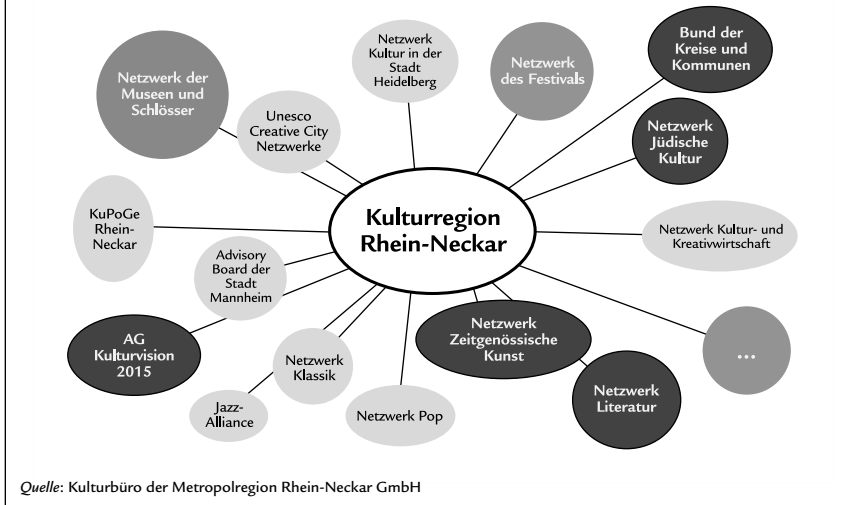 Netzwerk der
Museen und
Schlösser
Unesco
Creative City
Netzwerke
Netzwerk
Kultur in der
Stadt
Heidelberg
Netzwerk
des Festivals
Bund der
Kreise und
Kommunen
Netzwerk
Jüdische
Kultur
KuPoGe
Rhein-
Neckar
Kulturregion
Rhein-Neckar
Netzwerk Kultur- und
Kreativwirtschaft
Advisory
Board der
Stadt
Mannheim
AG
Kulturvision
2015
Netzwerk
Klassik
Netzwerk
Zeitgenössische
Kunst
...
Jazz-
Alliance
Netzwerk Pop
Netzwerk
Literatur
Quelle: Kulturbüro der Metropolregion Rhein-Neckar GmbH